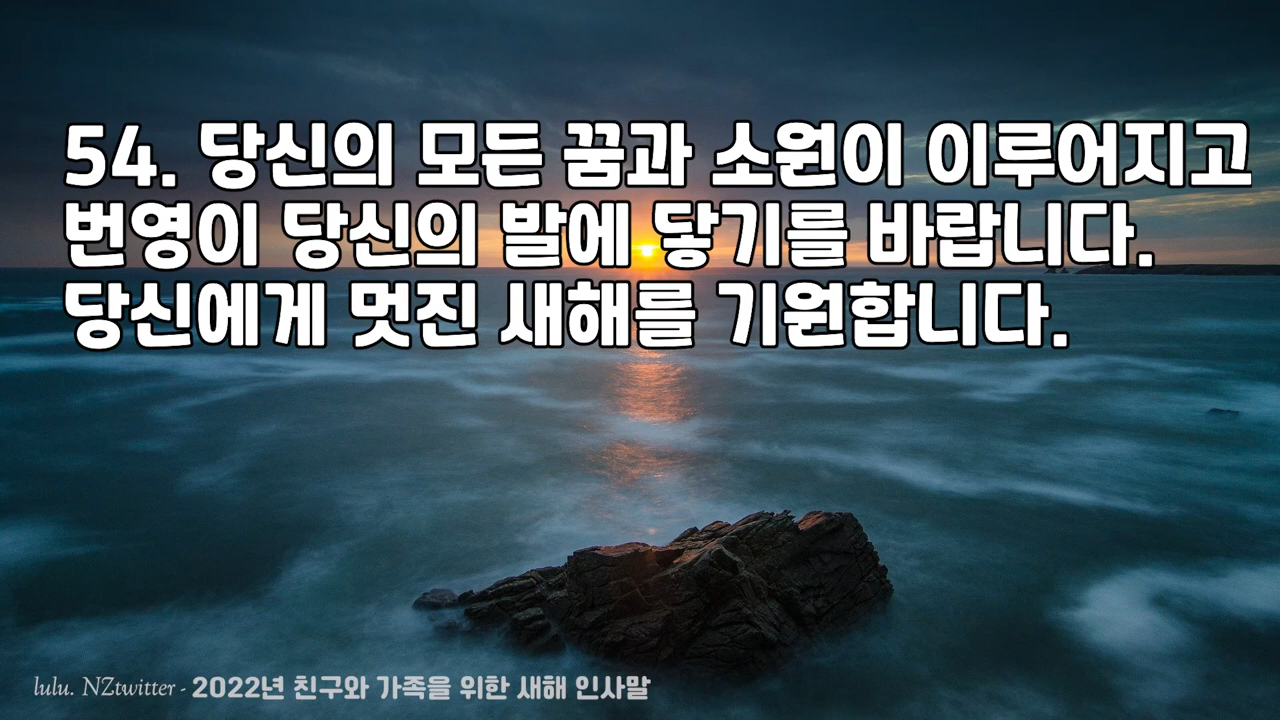 54. 당신의 모든 꿈과 소원이 이루어지고
번영이 당신의 발에 닿기를 바랍니다.
당신에게 멋진 새해를 기원합니다.
lulu. NZtwitter - 2022년 친구와 가족을 위한 새해 인사말